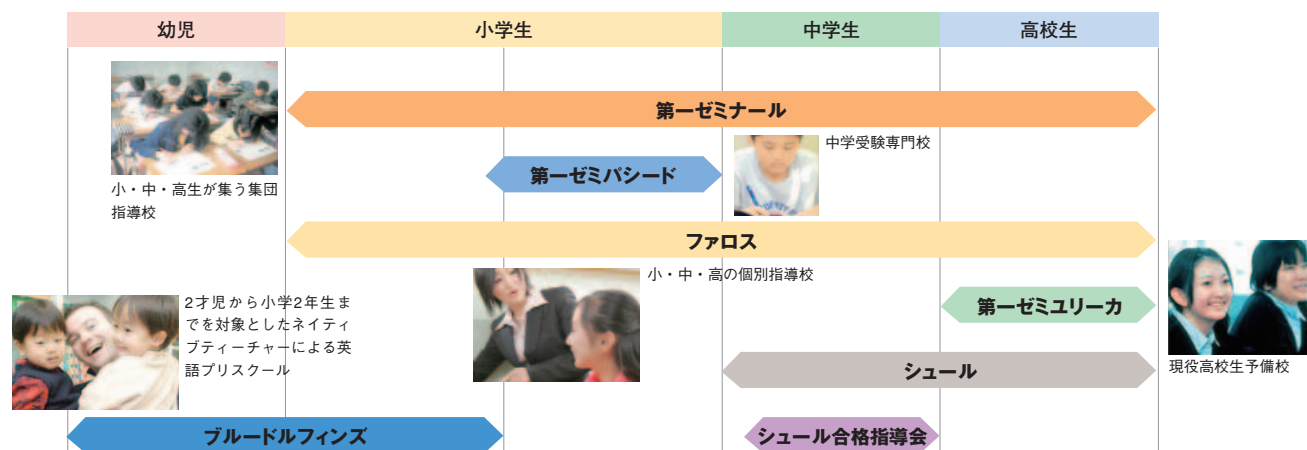 幼児
小学生
中学生
高校生
第一ゼミナール
中学受験専門校
第一ゼミパシード
小・中・高生が集う集団
指導校
ファロス
小・中・高の個別指導校
2才児から小学2年生ま
でを対象としたネイティ
ブティーチャーによる英
語プリスクール
第一ゼミユリーカ
シュール
現役高校生予備校
ブルードルフィンズ
シュール合格指導会